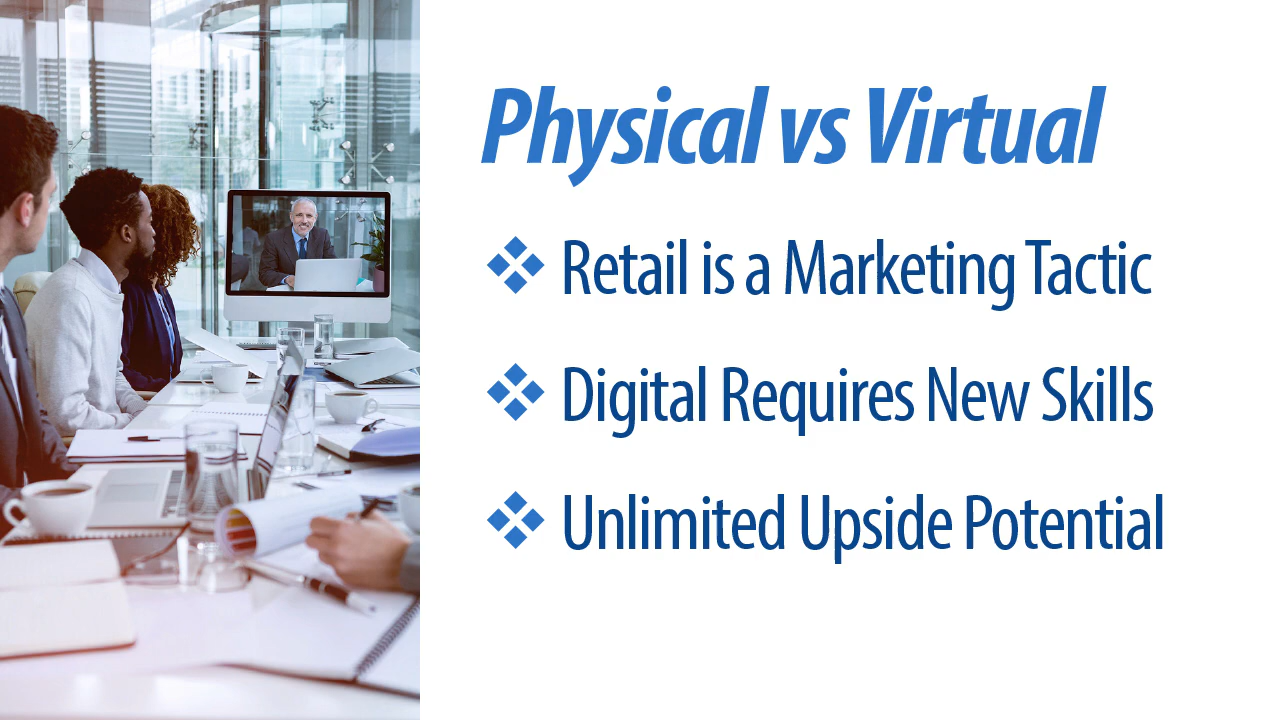 Physical vs Virtual
Retail is a Marketing Tactic
Digital Requires New Skills
Unlimited Upside Potential